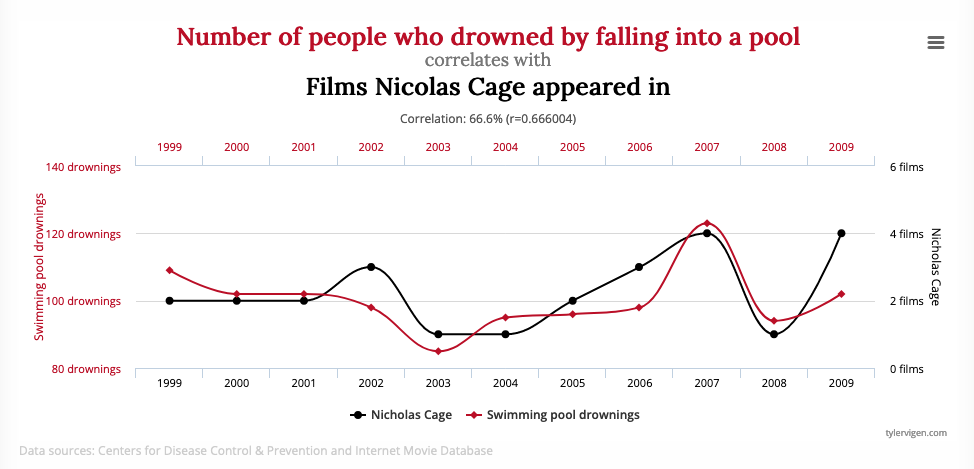 Number of people who drowned by falling into a pool
correlates with
Films Nicolas Cage appeared in
Correlation: 66.6% (r=0.666004)
1999 2000 2001 2002 2003 2004 2005 2006 2007 2008 2009
140 drownings 6 films
120 drownings 4 films
100 drownings 2 films
80 drownings 0 films
Swimming pool drownings
Nicholas Cage
1999 2000 2001 2002 2003 2004 2005 2006 2007 2008 2009
Nicholas Cage Swimming pool drownings
tylervigen.com
Data sources: Centers for Disease Control & Prevention and Internet Movie Database